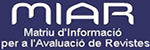 MIAR
Matriu d'Informació
per a l'Avaluació de Revistes